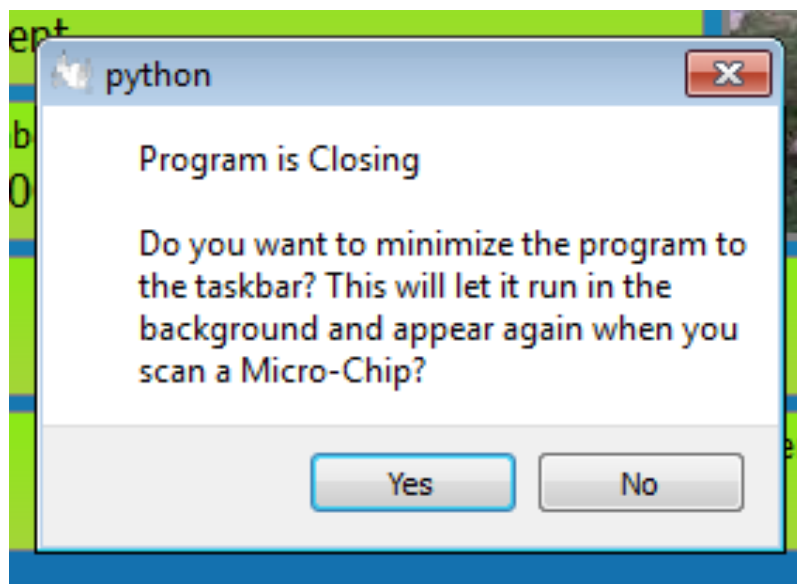 ent
python
Program is Closing
Do you want to minimize the program to
the taskbar? This will let it run in the
background and appear again when you
scan a Micro-Chip?
Yes
No